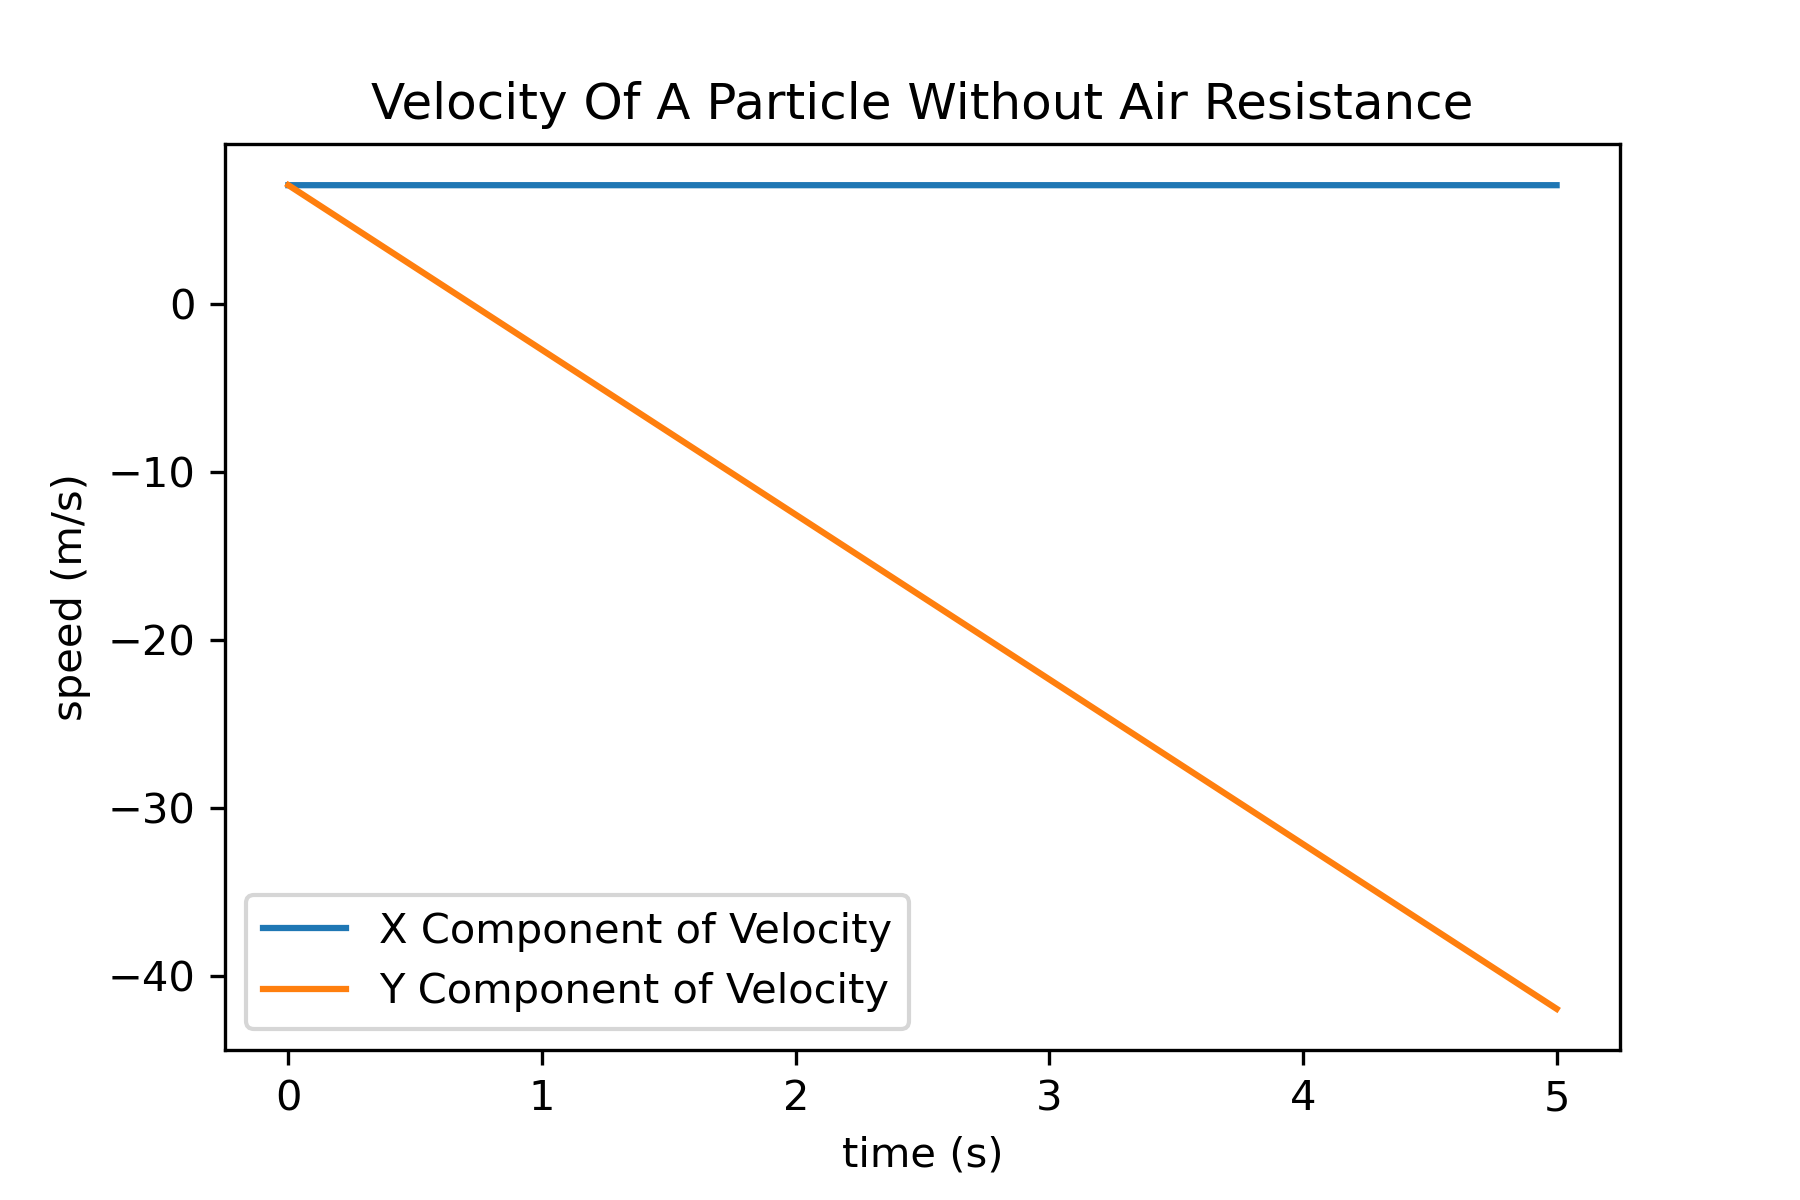 Velocity Of A Particle Without Air Resistance
speed (m/s)
0
−10
−20
−30
−40
X Component of Velocity
Y Component of Velocity
0 1 2 3 4 5
time (s)